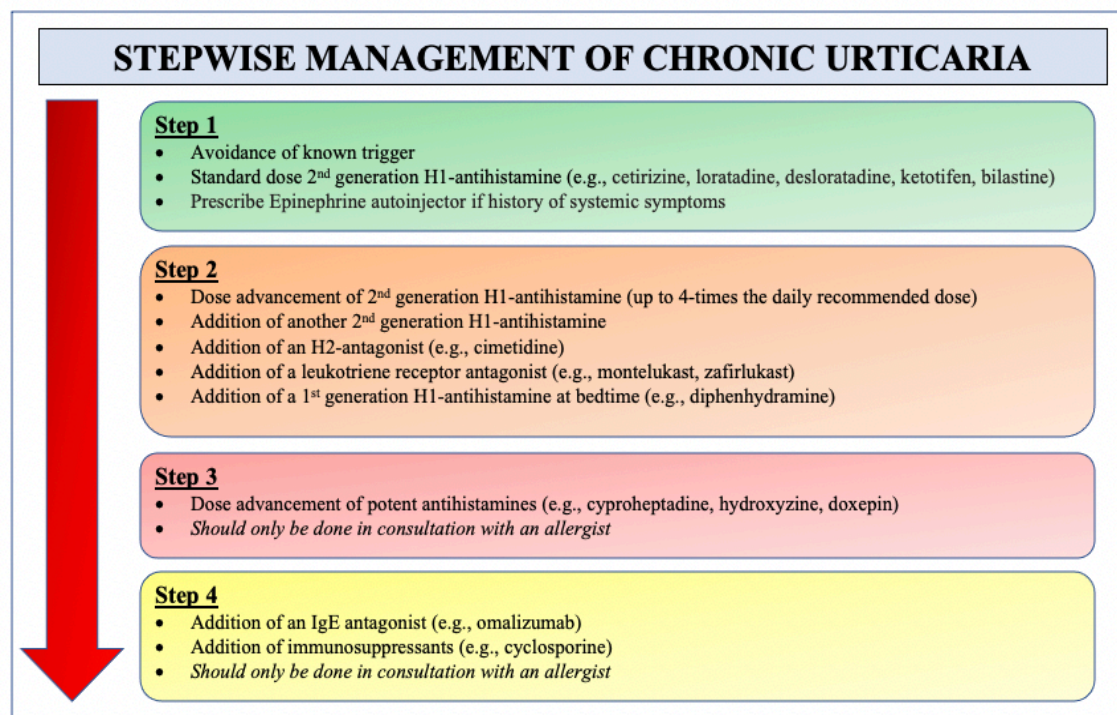 STEPWISE MANAGEMENT OF CHRONIC URTICARIA
Step 1
• Avoidance of known trigger
• Standard dose 2nd generation H1-antihistamine (e.g., cetirizine, loratadine, desloratadine, ketotifen, bilastine)
• Prescribe Epinephrine autoinjector if history of systemic symptoms
Step 2
• Dose advancement of 2nd generation H1-antihistamine (up to 4-times the daily recommended dose)
• Addition of another 2nd generation H1-antihistamine
• Addition of an H2-antagonist (e.g., cimetidine)
• Addition of a leukotriene receptor antagonist (e.g., montelukast, zafirlukast)
• Addition of a 1st generation H1-antihistamine at bedtime (e.g., diphenhydramine)
Step 3
• Dose advancement of potent antihistamines (e.g., cyproheptadine, hydroxyzine, doxepin)
• Should only be done in consultation with an allergist
Step 4
• Addition of an IgE antagonist (e.g., omalizumab)
• Addition of immunosuppressants (e.g., cyclosporine)
• Should only be done in consultation with an allergist